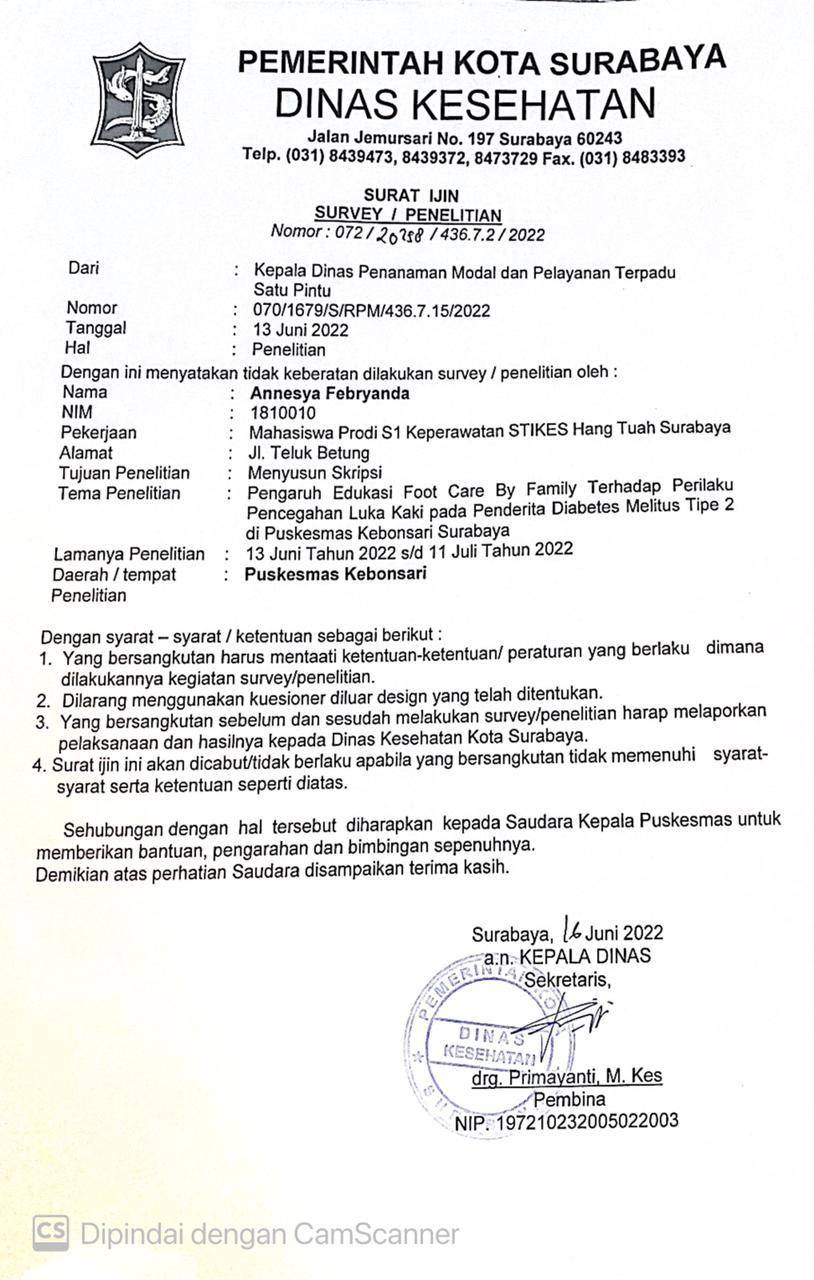 PEMERINTAH KOTA SURABAYA
DINAS KESEHATAN
Jalan Jemursari No. 197 Surabaya 60243
Telp. (031) 8439473, 8439372, 8473729 Fax. (031) 8483393
SURAT IJIN
SURVEY / PENELITIAN
Nomor : 072 / / 436.7.2 / 2022
Dari : Kepala Dinas Penanaman Modal dan Pelayanan Terpadu
Satu Pintu
Nomor : 070/1679/S/RPM/436.7.15/2022
Tanggal : 13 Juni 2022
Hal : Penelitian
Dengan ini menyatakan tidak keberatan dilakukan survey / penelitian oleh :
Nama : Annesya Febryanda
NIM : 1810010
Pekerjaan : Mahasiswa Prodi S1 Keperawatan STIKES Hang Tuah Surabaya
Alamat : Jl. Teluk Betung
Tujuan Penelitian : Menyusun Skripsi
Tema Penelitian : Pengaruh Edukasi Foot Care By Family Terhadap Perilaku
Pencegahan Luka Kaki pada Penderita Diabetes Melitus Tipe 2
di Puskesmas Kebonsari Surabaya
Lamanya Penelitian : 13 Juni Tahun 2022 s/d 11 Juli Tahun 2022
Daerah / tempat : Puskesmas Kebonsari
Penelitian
Dengan syarat – syarat / ketentuan sebagai berikut :
1. Yang bersangkutan harus mentaati ketentuan-ketentuan/ peraturan yang berlaku dimana
dilakukannya kegiatan survey/penelitian.
2. Dilarang menggunakan kuesioner diluar design yang telah ditentukan.
3. Yang bersangkutan sebelum dan sesudah melakukan survey/penelitian harap melaporkan
pelaksanaan dan hasilnya kepada Dinas Kesehatan Kota Surabaya.
4. Surat ijin ini akan dicabut/tidak berlaku apabila yang bersangkutan tidak memenuhi syarat-
syarat serta ketentuan seperti diatas.
Sehubungan dengan hal tersebut diharapkan kepada Saudara Kepala Puskesmas untuk
memberikan bantuan, pengarahan dan bimbingan sepenuhnya.
Demikian atas perhatian Saudara disampaikan terima kasih.
Surabaya, 16 Juni 2022
a.n. KEPALA DINAS
Sekretaris,
DINAS
KESEHATAN
drg. Primayanti, M. Kes
Pembina
NIP. 197210232005022003
CS Dipindai dengan CamScanner